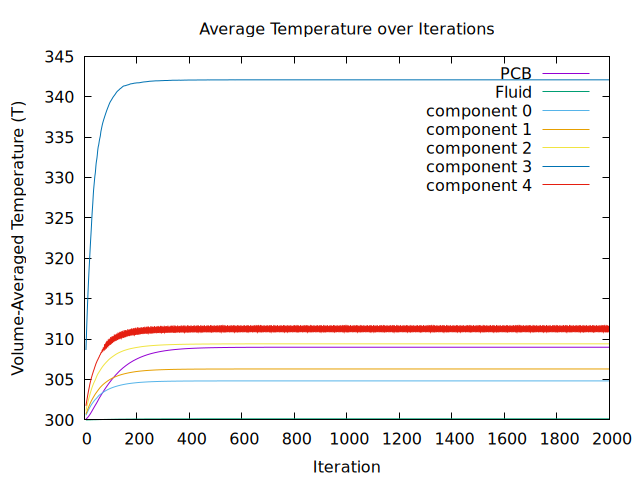 Average Temperature over Iterations
345
340
335
330
325
320
315
310
305
300
Volume-Averaged Temperature (T)
PCB
Fluid
component 0
component 1
component 2
component 3
component 4
0 200 400 600 800 1000 1200 1400 1600 1800 2000
Iteration